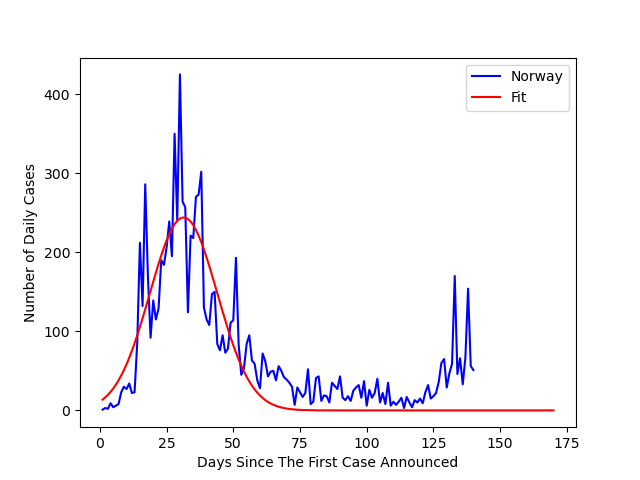 Norway
Fit
Number of Daily Cases
400
300
200
100
0
0 25 50 75 100 125 150 175
Days Since The First Case Announced